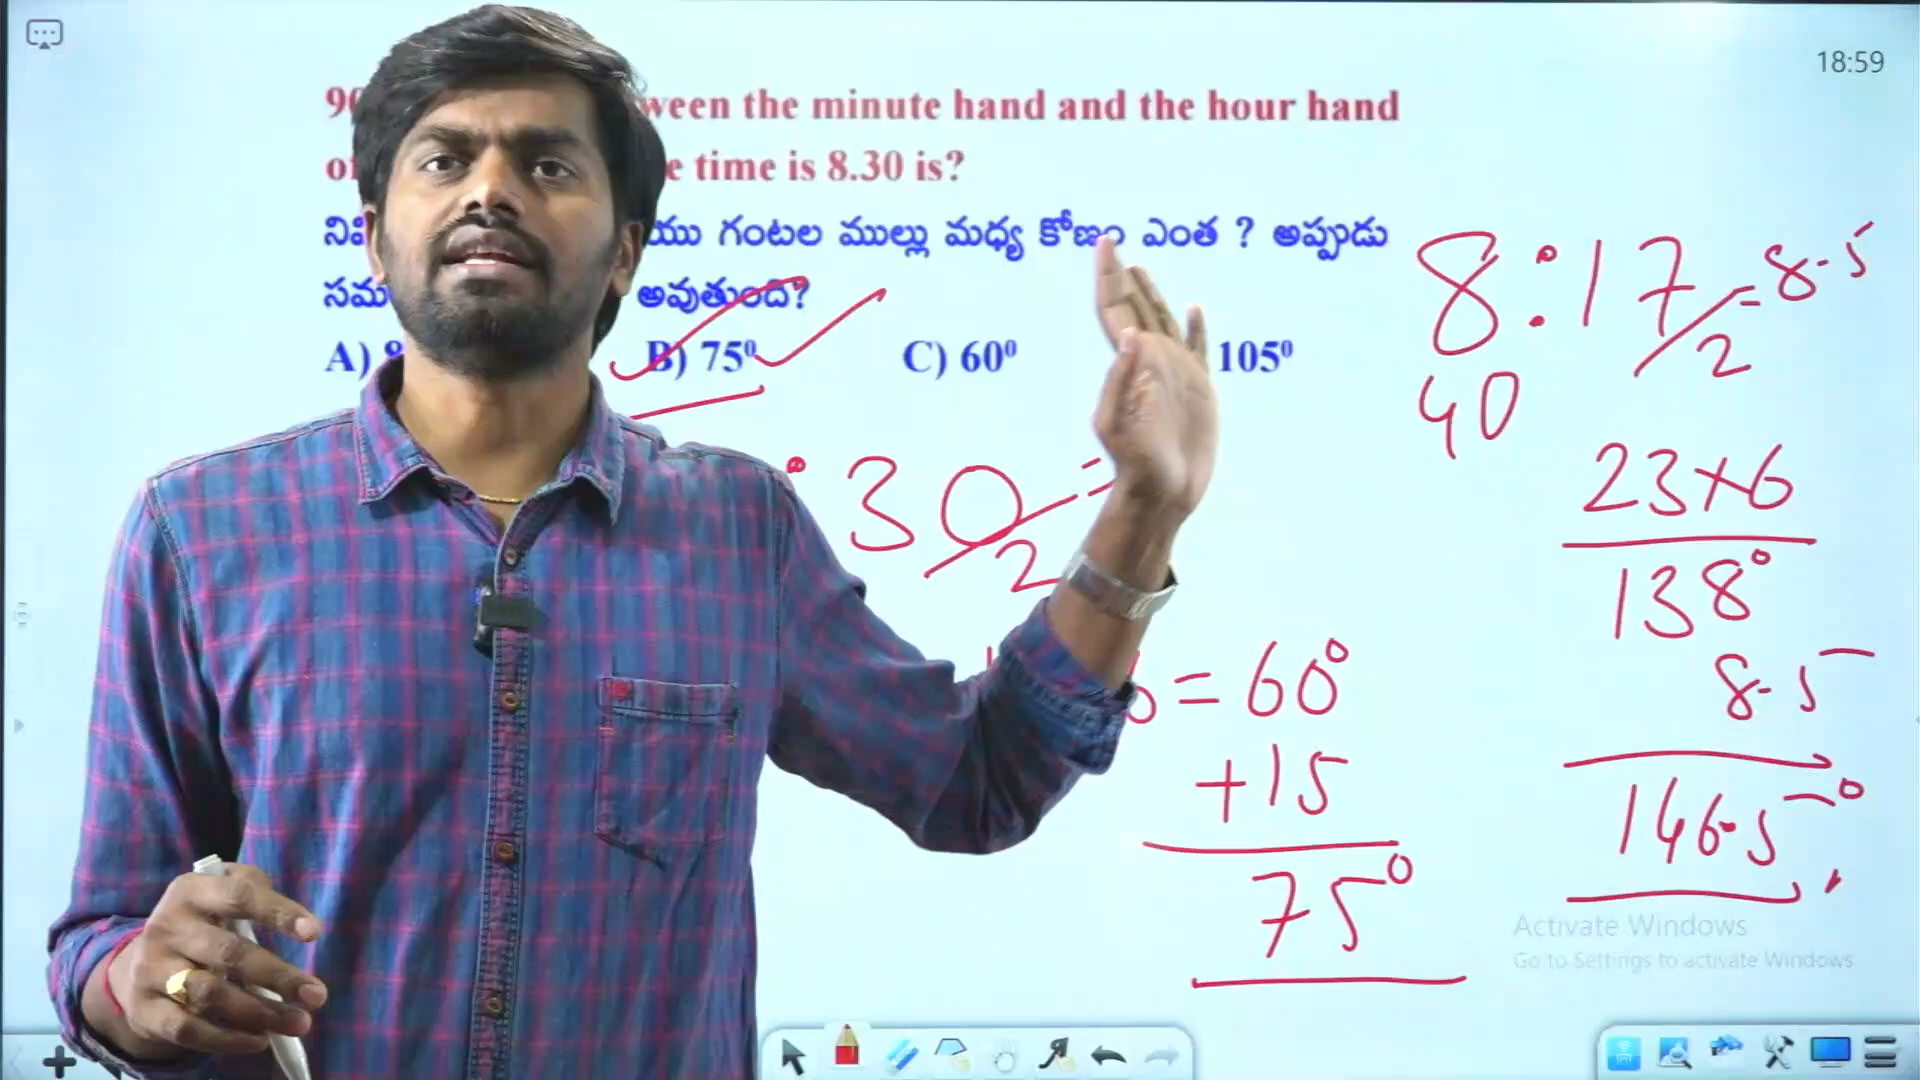 18:59
ween the minute hand and the hour hand
time is 8.30 is?
గంటల ముల్లు మధ్య కోణం ఎంత ? అప్పుడు
సమ అవుతుంది?
A) 8 B) 75⁰ C) 60⁰ 105⁰
: 30/2 =
= 60°
+15
75°
8:17/2 = 8.5
40
23×6
138°
8.5
146.5°
Activate Windows
Go to Settings to activate Windows